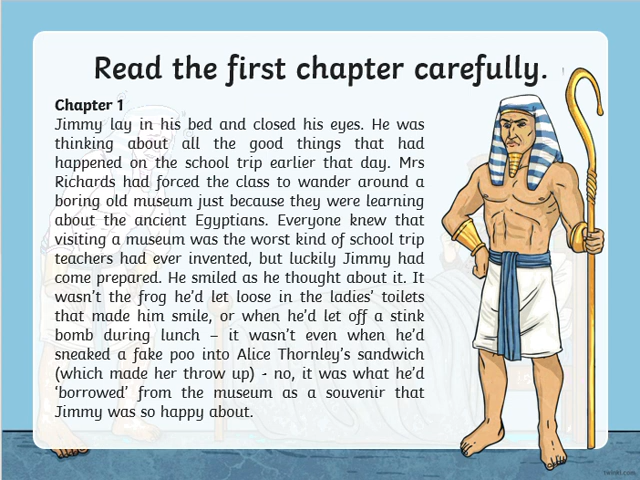 Read the first chapter carefully.
Chapter 1
Jimmy lay in his bed and closed his eyes. He was
thinking about all the good things that had
happened on the school trip earlier that day. Mrs
Richards had forced the class to wander around a
boring old museum just because they were learning
about the ancient Egyptians. Everyone knew that
visiting a museum was the worst kind of school trip
teachers had ever invented, but luckily Jimmy had
come prepared. He smiled as he thought about it. It
wasn't the frog he'd let loose in the ladies' toilets
that made him smile, or when he'd let off a stink
bomb during lunch – it wasn't even when he'd
sneaked a fake poo into Alice Thornley's sandwich
(which made her throw up) - no, it was what he'd
'borrowed' from the museum as a souvenir that
Jimmy was so happy about.
twinkl.com